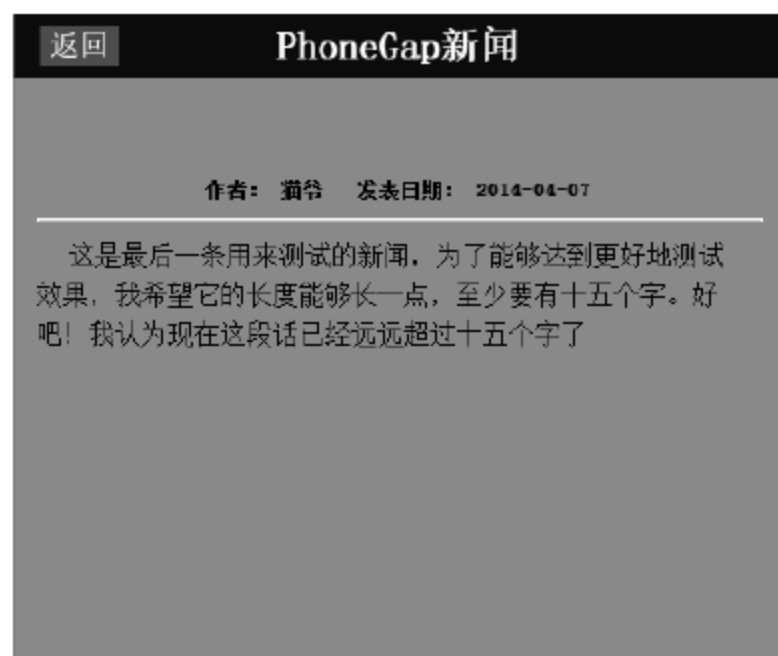 返回
PhoneGap新闻
作者： 猫爷 发表日期： 2014-04-07
这是最后一条用来测试的新闻，为了能够达到更好地测试
效果，我希望它的长度能够长一点，至少要有十五个字。好
吧！我认为现在这段话已经远远超过十五个字了